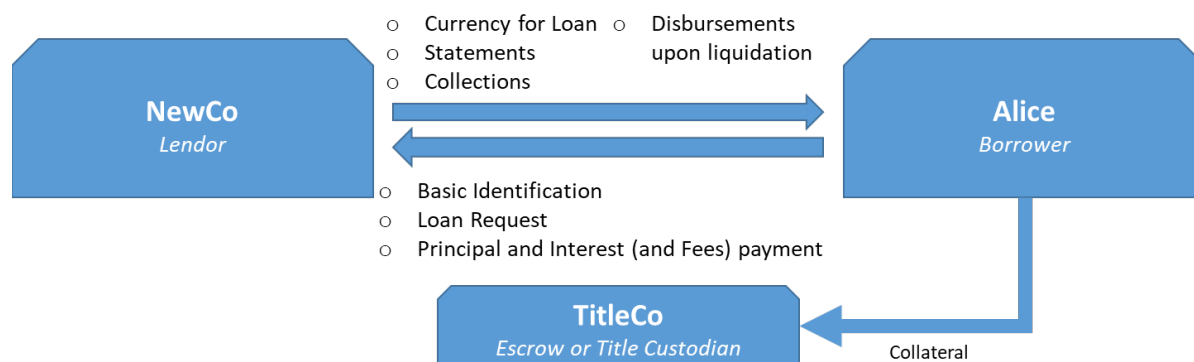 ○ Currency for Loan ○ Disbursements
○ Statements upon liquidation
○ Collections
NewCo
Lendor
Alice
Borrower
○ Basic Identification
○ Loan Request
○ Principal and Interest (and Fees) payment
TitleCo
Escrow or Title Custodian
Collateral